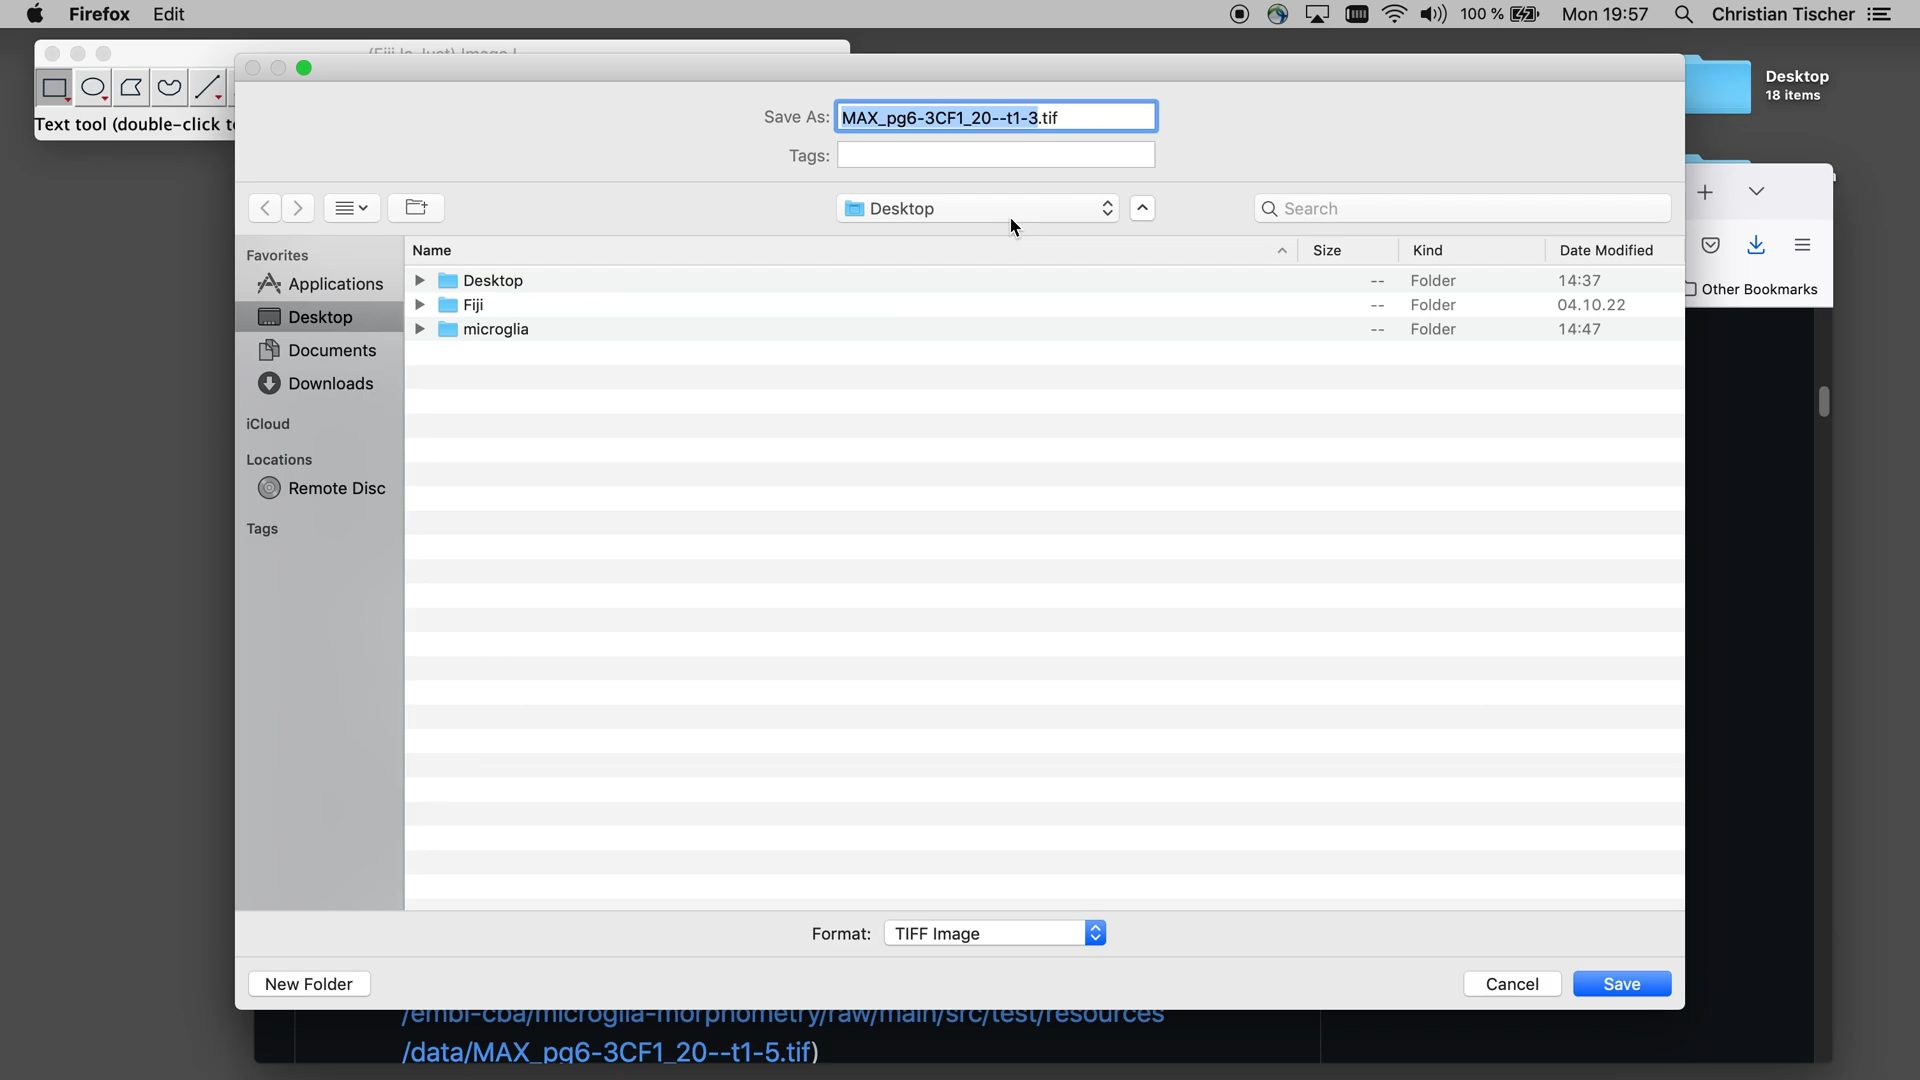 Firefox Edit 100 % Mon 19:57 Christian Tischer
(Fiji Is Just) ImageJ
Text tool (double-click t
Desktop
18 items
Save As: MAX_pg6-3CF1_20--t1-3.tif
Tags:
Desktop
Search
Other Bookmarks
Favorites
Applications
Desktop
Documents
Downloads
iCloud
Locations
Remote Disc
Tags
Name Size Kind Date Modified
Desktop -- Folder 14:37
Fiji -- Folder 04.10.22
microglia -- Folder 14:47
Format: TIFF Image
New Folder Cancel Save
/embl-cba/microglia-morphometry/raw/main/src/test/resources
/data/MAX_pg6-3CF1_20--t1-5.tif)